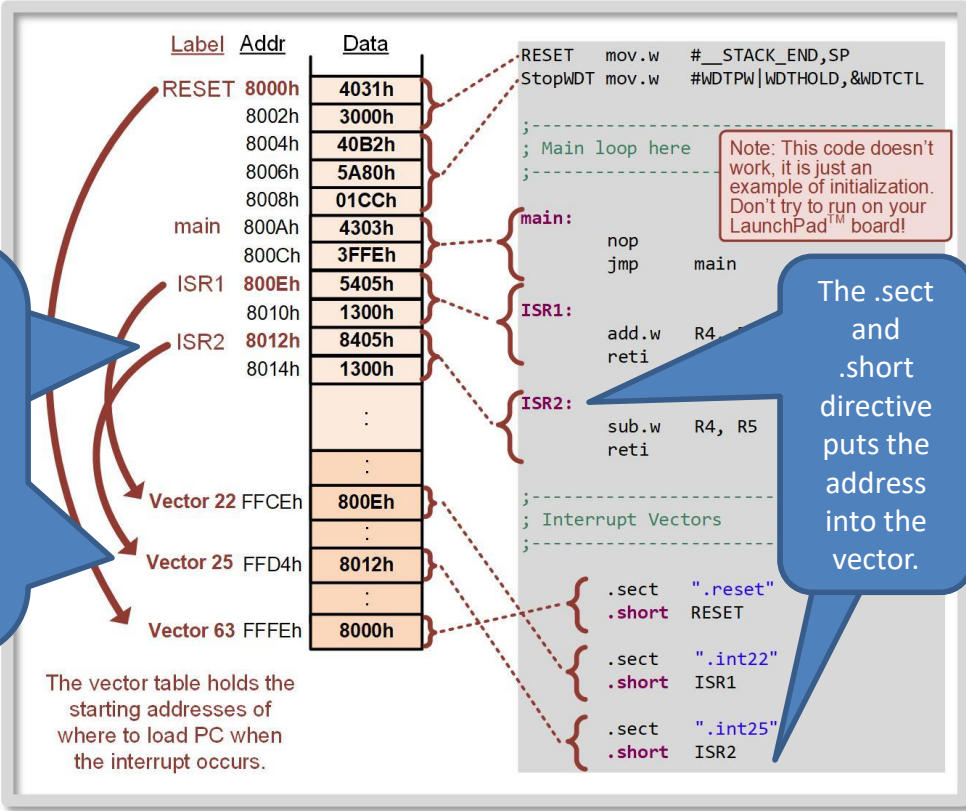 Label Addr Data
RESET 8000h 4031h
8002h 3000h
8004h 40B2h
8006h 5A80h
8008h 01CCh
main 800Ah 4303h
800Ch 3FFEh
ISR1 800Eh 5405h
8010h 1300h
ISR2 8012h 8405h
8014h 1300h
:
:
Vector 22 FFCEh 800Eh
:
Vector 25 FFD4h 8012h
:
Vector 63 FFFEh 8000h
The vector table holds the
starting addresses of
where to load PC when
the interrupt occurs.
RESET mov.w #__STACK_END,SP
StopWDT mov.w #WDTPW|WDTHOLD,&WDTCTL
;----------------------------------
; Main loop here
;-----------------
Note: This code doesn't
work, it is just an
example of initialization.
Don't try to run on your
LaunchPad™ board!
main:
nop
jmp main
ISR1:
add.w R4,
reti
ISR2:
sub.w R4, R5
reti
;--------------------
; Interrupt Vectors
;--------------------
.sect ".reset"
.short RESET
.sect ".int22"
.short ISR1
.sect ".int25"
.short ISR2
The .sect
and
.short
directive
puts the
address
into the
vector.